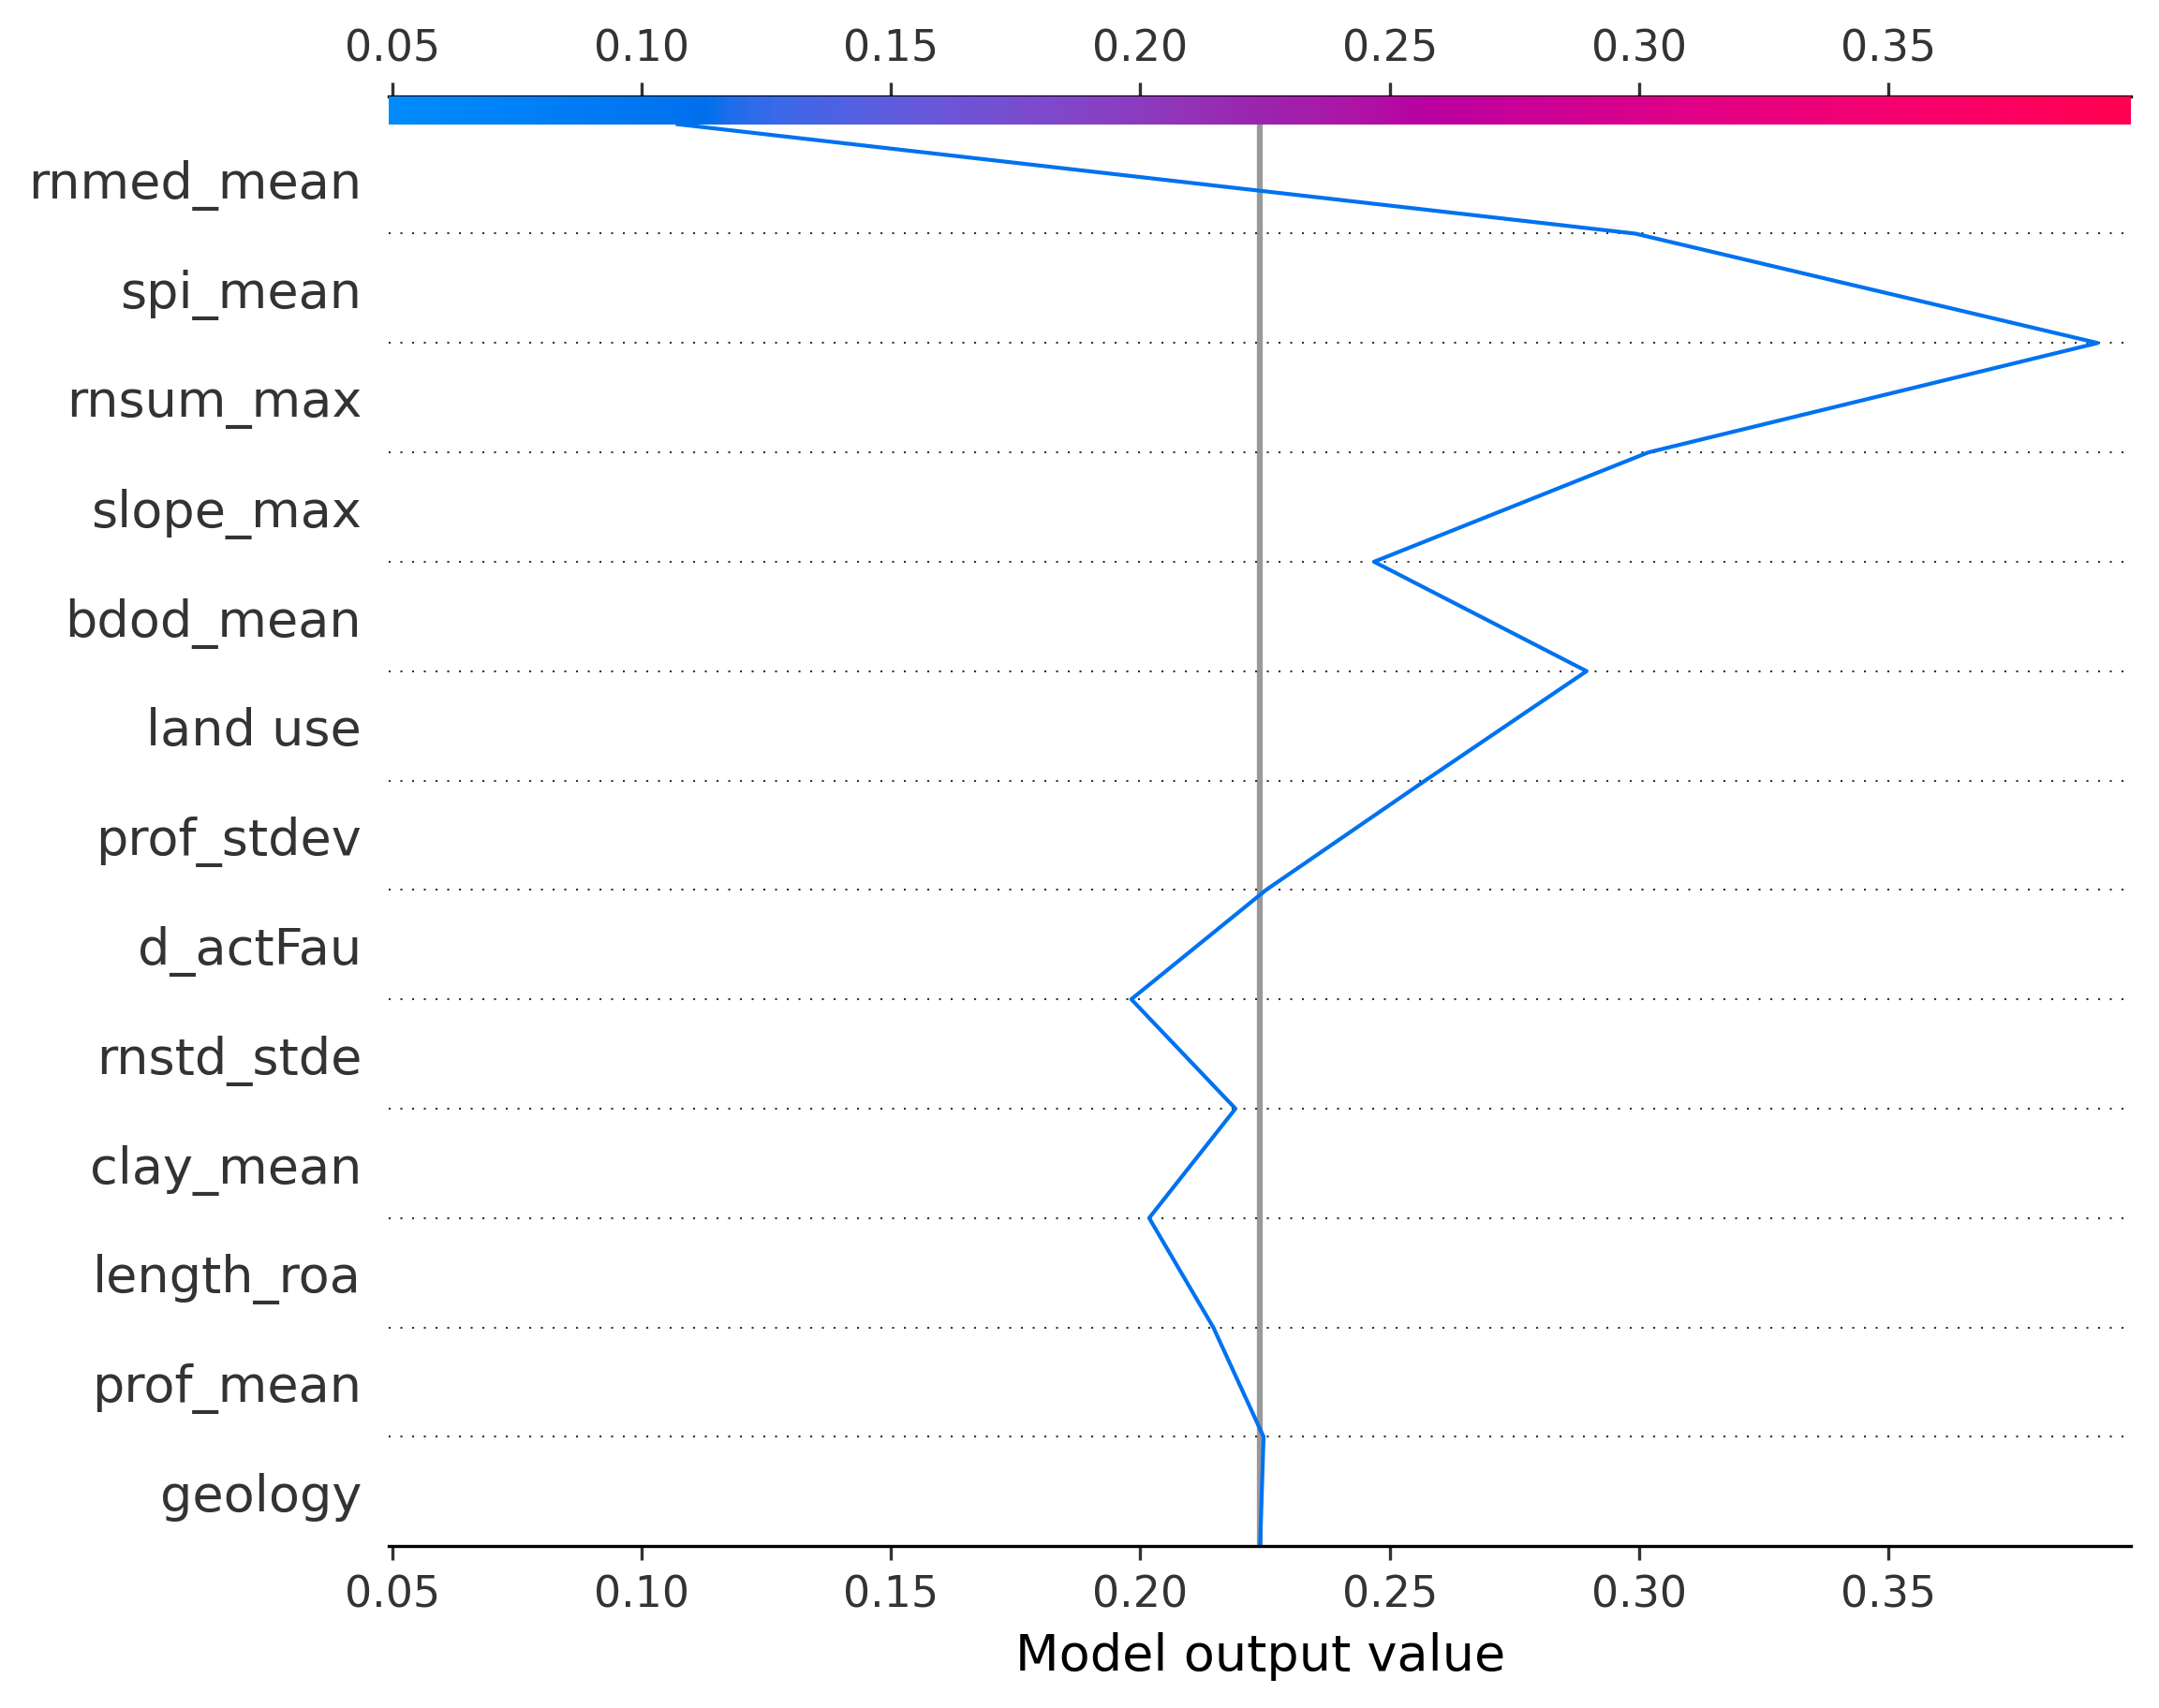 0.05 0.10 0.15 0.20 0.25 0.30 0.35
rnmed_mean
spi_mean
rnsum_max
slope_max
bdod_mean
land use
prof_stdev
d_actFau
rnstd_stde
clay_mean
length_roa
prof_mean
geology
0.05 0.10 0.15 0.20 0.25 0.30 0.35
Model output value